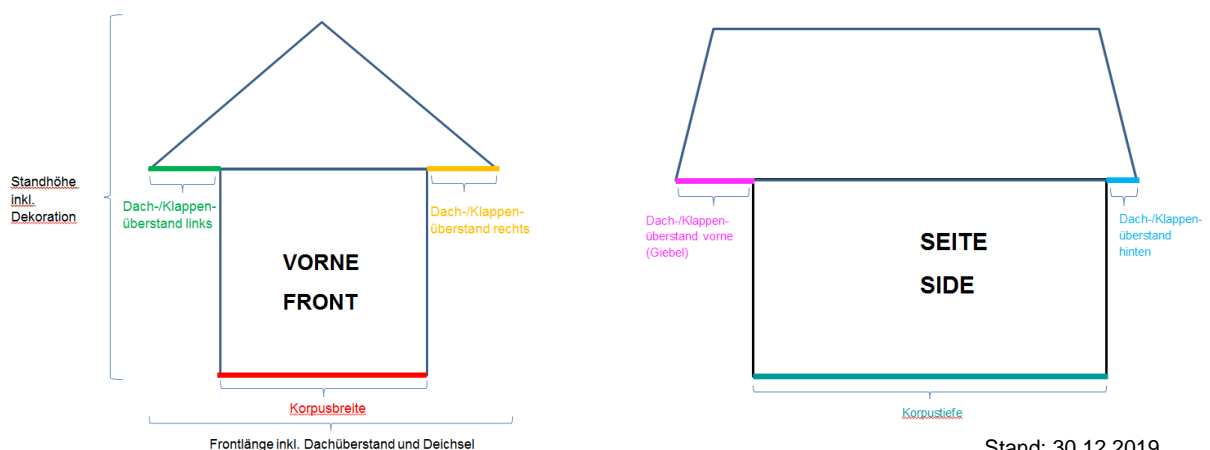 Standhöhe
inkl.
Dekoration
Dach-/Klappen-
überstand links
Dach-/Klappen-
überstand rechts
VORNE
FRONT
Korpusbreite
Frontlänge inkl. Dachüberstand und Deichsel
Dach-/Klappen-
überstand vorne
(Giebel)
SEITE
SIDE
Dach-/Klappen-
überstand
hinten
Korpustiefe
Stand: 30.12.2019